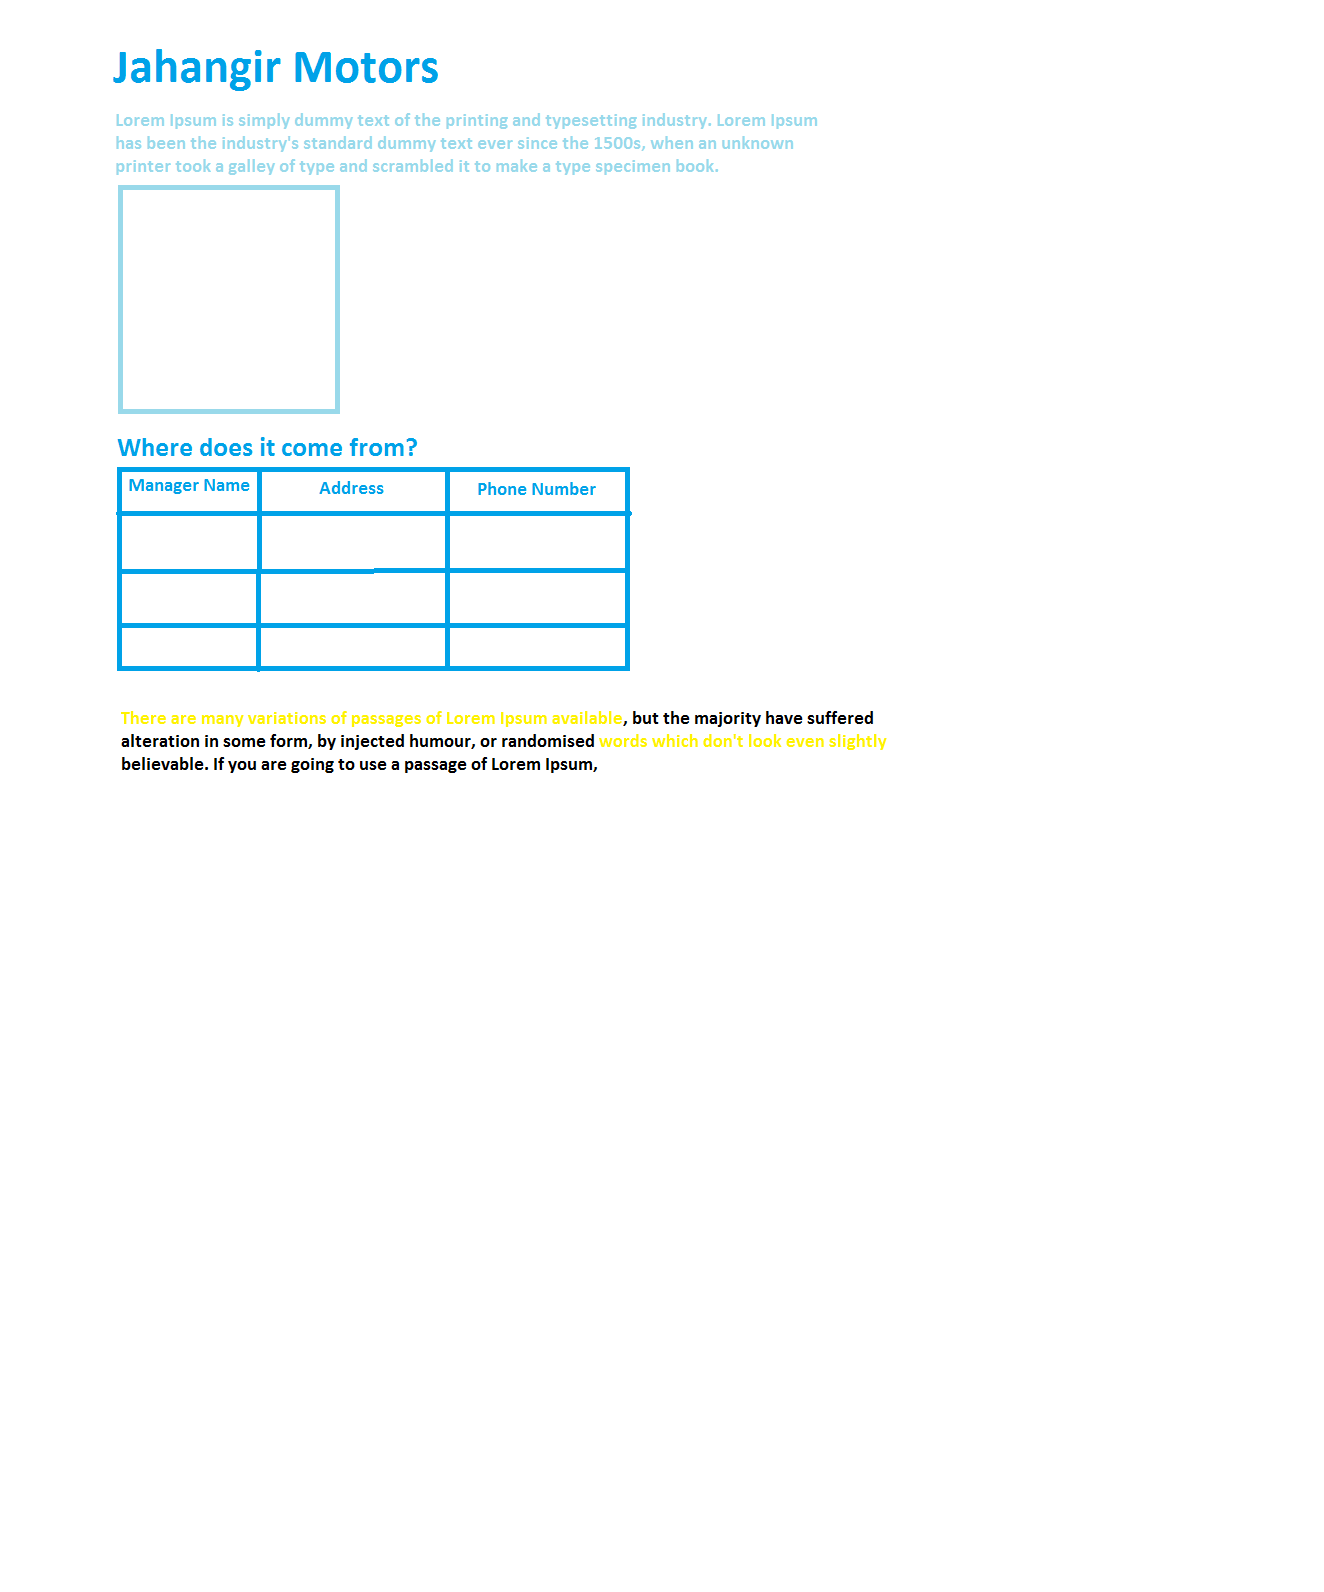 Jahangir Motors
Lorem Ipsum is simply dummy text of the printing and typesetting industry. Lorem Ipsum
has been the industry's standard dummy text ever since the 1500s, when an unknown
printer took a galley of type and scrambled it to make a type specimen book.
Where does it come from?
Manager Name Address Phone Number
There are many variations of passages of Lorem Ipsum available, but the majority have suffered
alteration in some form, by injected humour, or randomised words which don't look even slightly
believable. If you are going to use a passage of Lorem Ipsum,